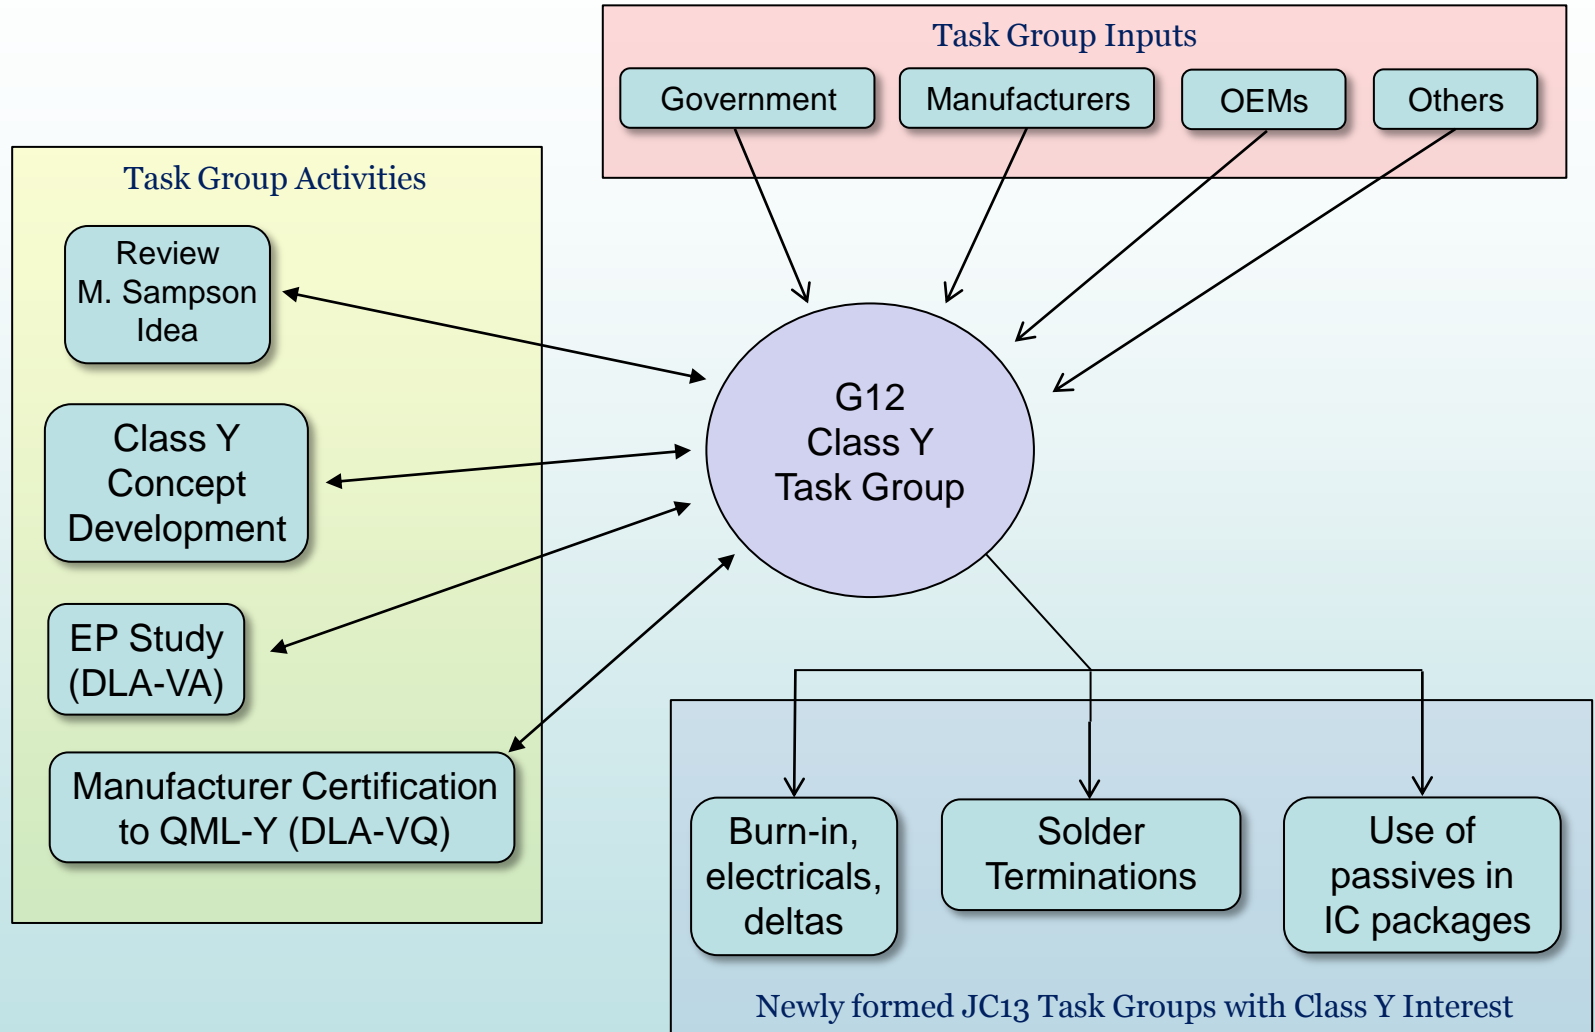 Task Group Inputs
Government
Manufacturers
OEMs
Others
Task Group Activities
Review
M. Sampson
Idea
Class Y
Concept
Development
EP Study
(DLA-VA)
Manufacturer Certification
to QML-Y (DLA-VQ)
G12
Class Y
Task Group
Burn-in,
electricals,
deltas
Solder
Terminations
Use of
passives in
IC packages
Newly formed JC13 Task Groups with Class Y Interest